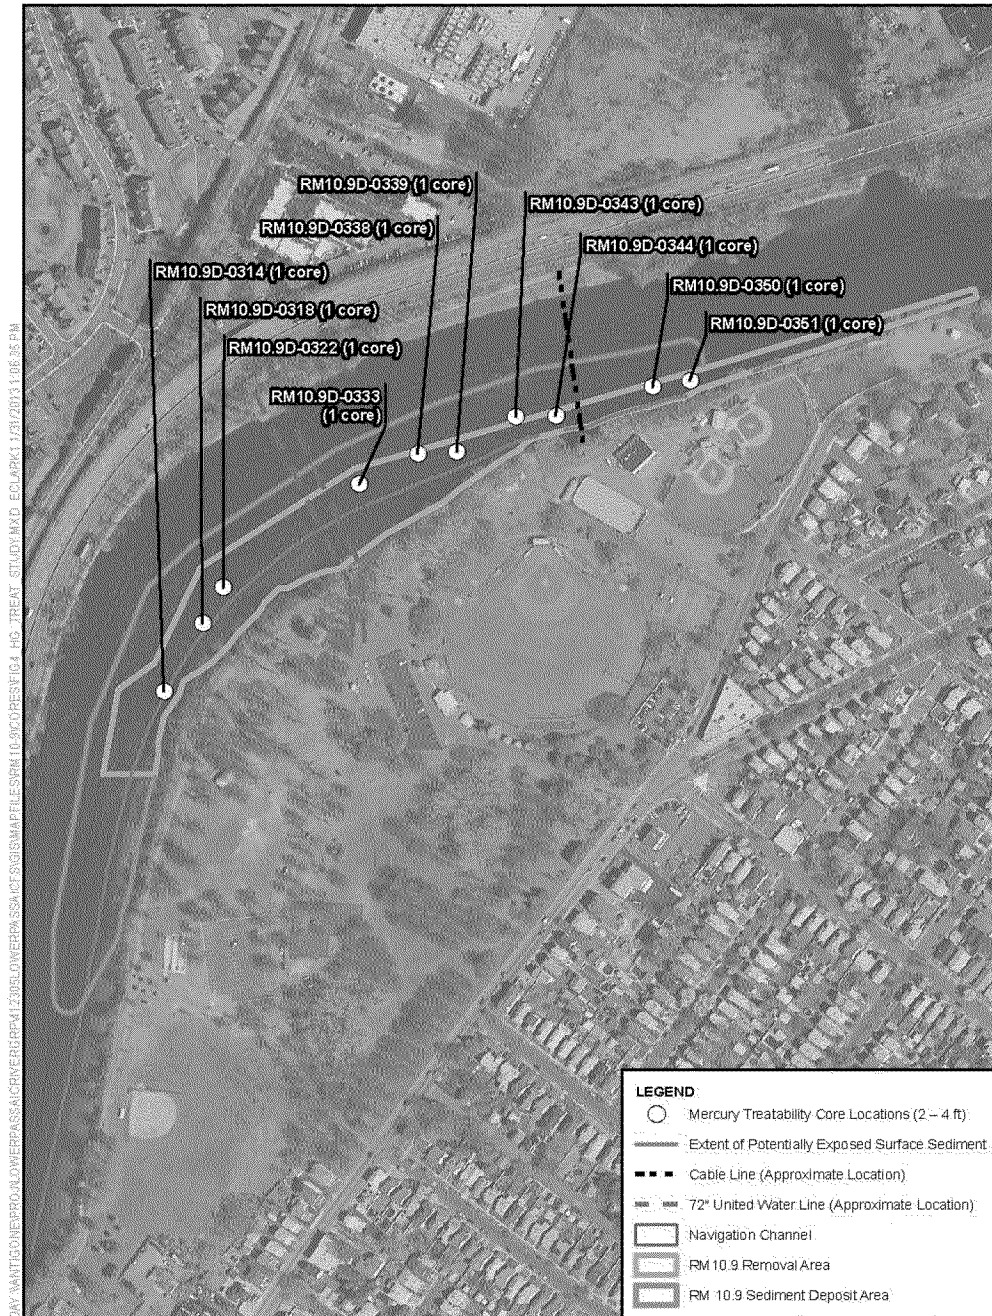 RM10.9D-0339 (1 core)
RM10.9D-0343 (1 core)
RM10.9D-0338 (1 core)
RM10.9D-0344 (1 core)
RM10.9D-0314 (1 core)
RM10.9D-0350 (1 core)
RM10.9D-0318 (1 core)
RM10.9D-0351 (1 core)
RM10.9D-0322 (1 core)
RM10.9D-0333
(1 core)
LEGEND
Mercury Treatability Core Locations (2 – 4 ft)
Extent of Potentially Exposed Surface Sediment
Cable Line (Approximate Location)
72" United Water Line (Approximate Location)
Navigation Channel
RM 10.9 Removal Area
RM 10.9 Sediment Deposit Area